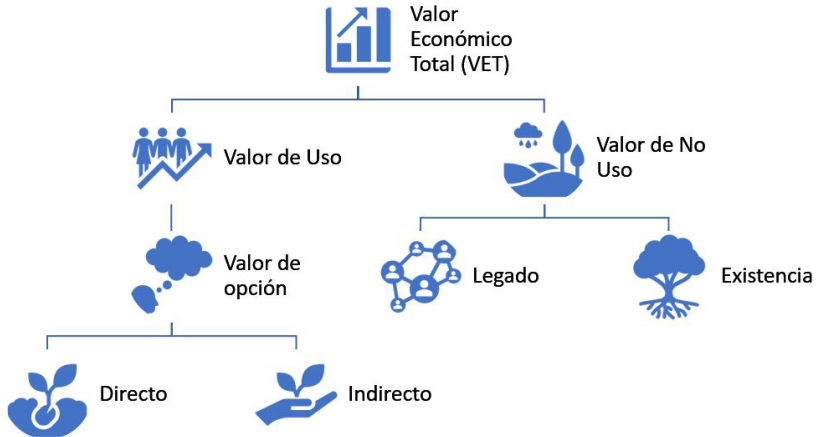 Valor
Económico
Total (VET)
Valor de Uso
Valor de No
Uso
Valor de
opción
Legado
Existencia
Directo
Indirecto